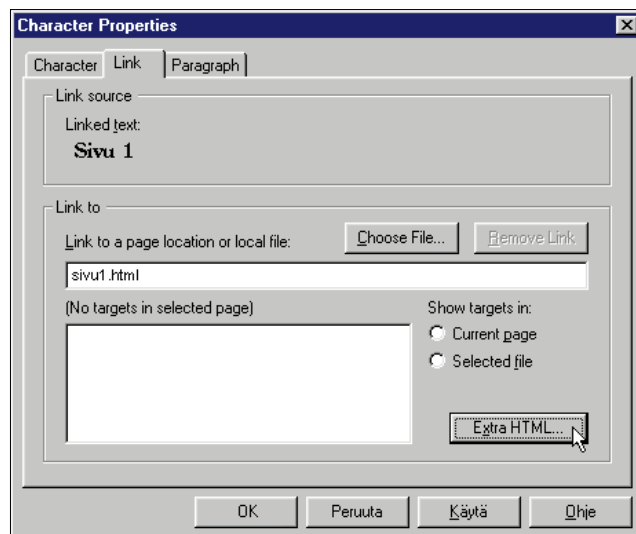 Character Properties
Character Link Paragraph
Link source
Linked text:
Sivu 1
Link to
Link to a page location or local file: Choose File... Remove Link
sivu1.html
(No targets in selected page) Show targets in:
Current page
Selected file
Extra HTML...
OK Peruuta Käytä Ohje